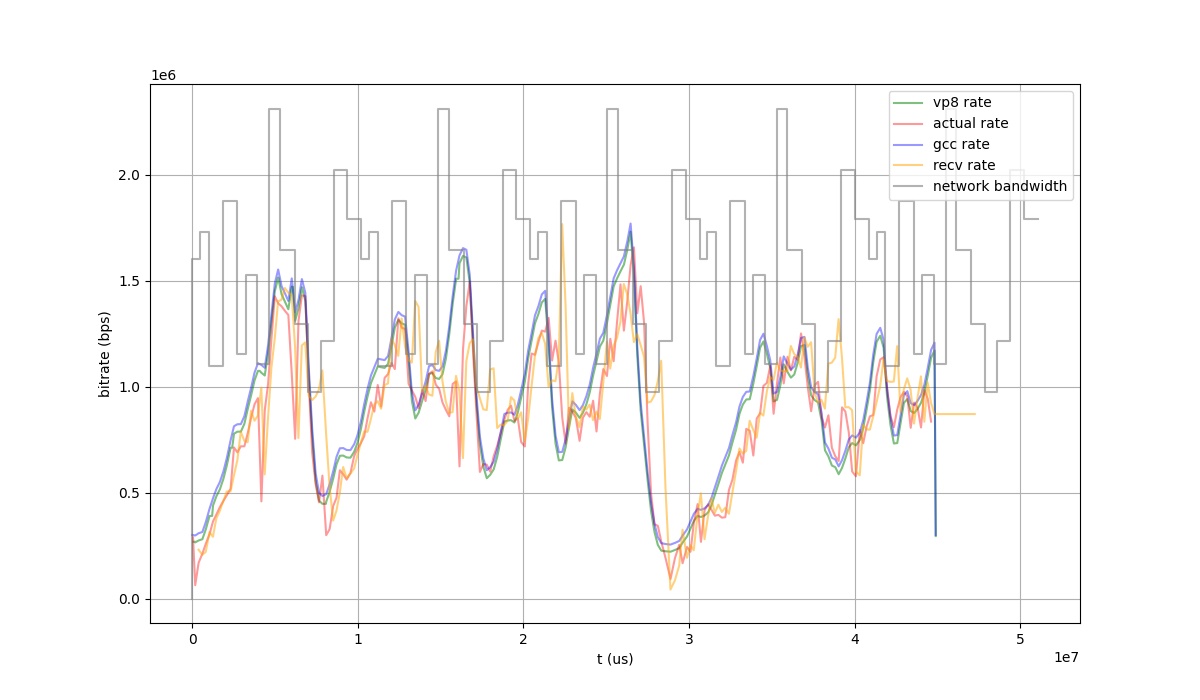 1e6
vp8 rate
actual rate
gcc rate
recv rate
network bandwidth
2.0
1.5
1.0
0.5
0.0
bitrate (bps)
0 1 2 3 4 5
t (us)
1e7